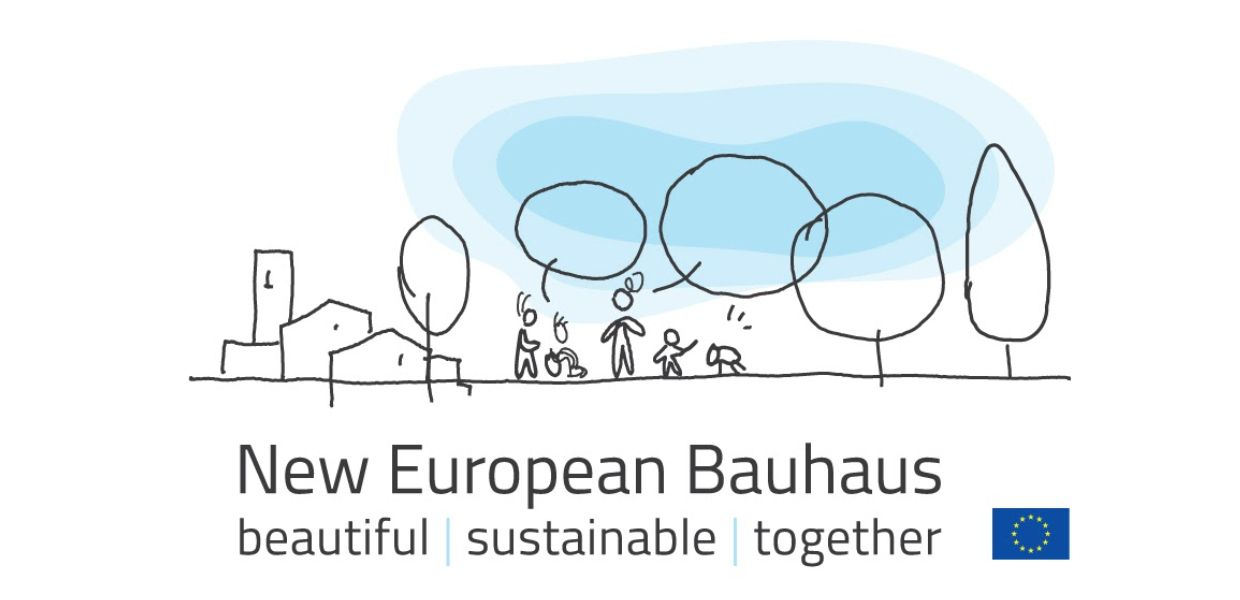 New European Bauhaus
beautiful | sustainable | together